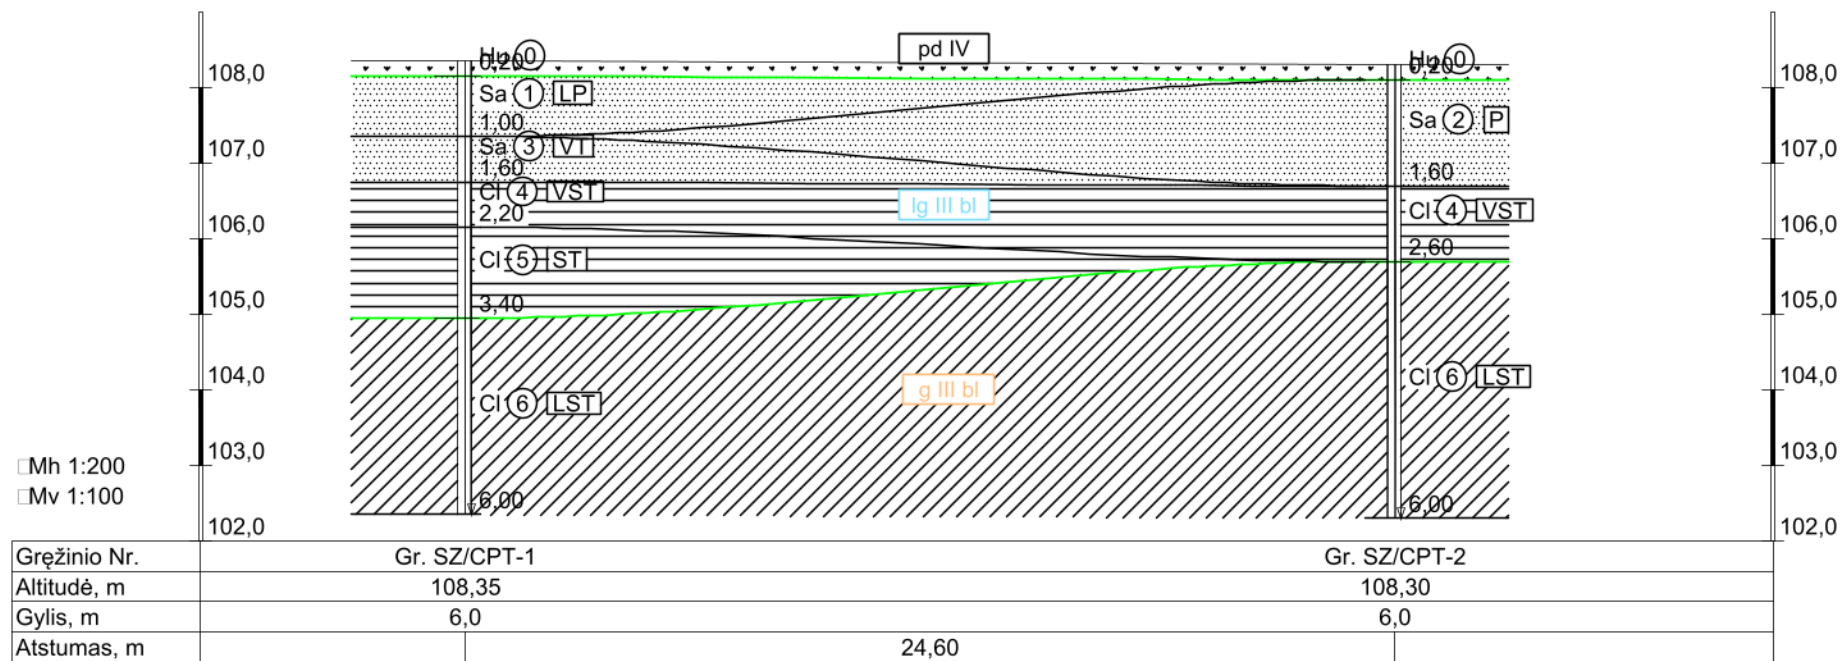 pd IV
Hu 0
0,20
Sa 1 LP
1,00
Sa 3 VT
1,60
Cl 4 VST
2,20
Cl 5 ST
3,40
Cl 6 LST
6,00
lg III bl
g III bl
Hu 0
0,20
Sa 2 P
1,60
Cl 4 VST
2,60
Cl 6 LST
6,00
108,0
107,0
106,0
105,0
104,0
103,0
102,0
108,0
107,0
106,0
105,0
104,0
103,0
102,0
□Mh 1:200
□Mv 1:100
Gręžinio Nr. Gr. SZ/CPT-1 Gr. SZ/CPT-2
Altitudė, m 108,35 108,30
Gylis, m 6,0 6,0
Atstumas, m 24,60